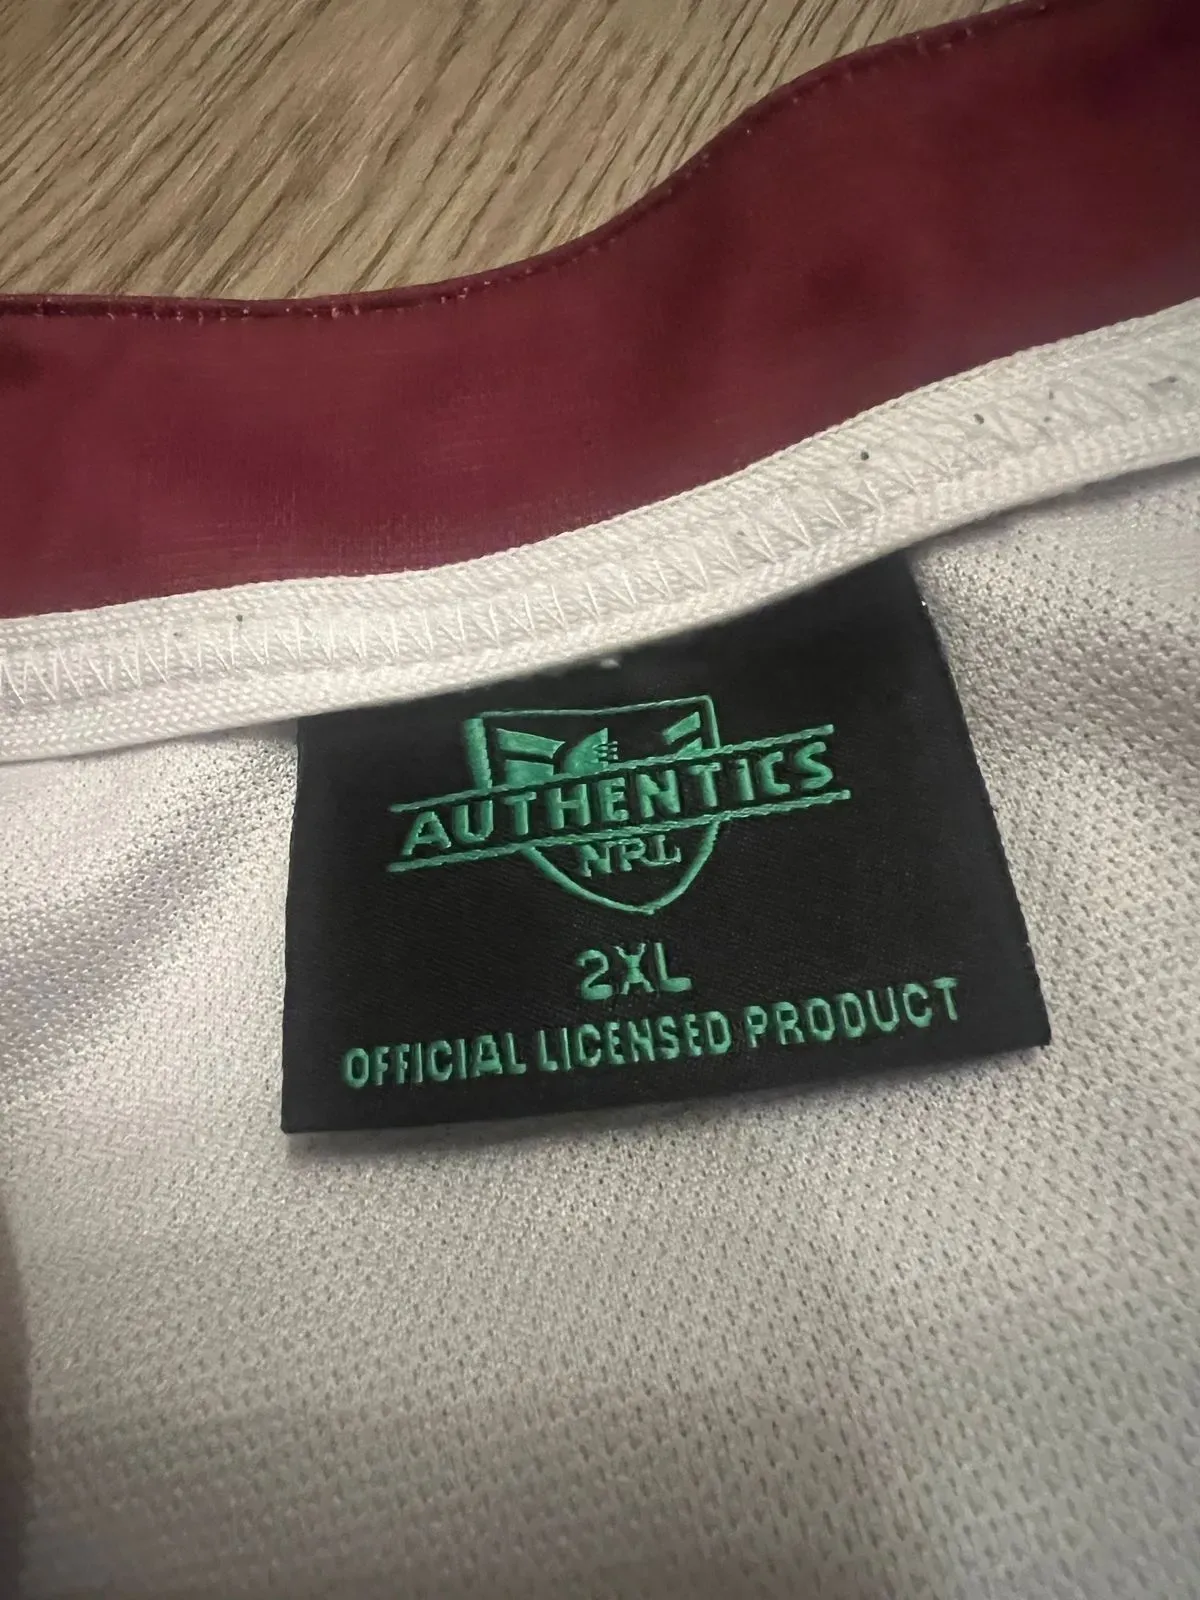 AUTHENTICS
NRL
2XL
OFFICIAL LICENSED PRODUCT